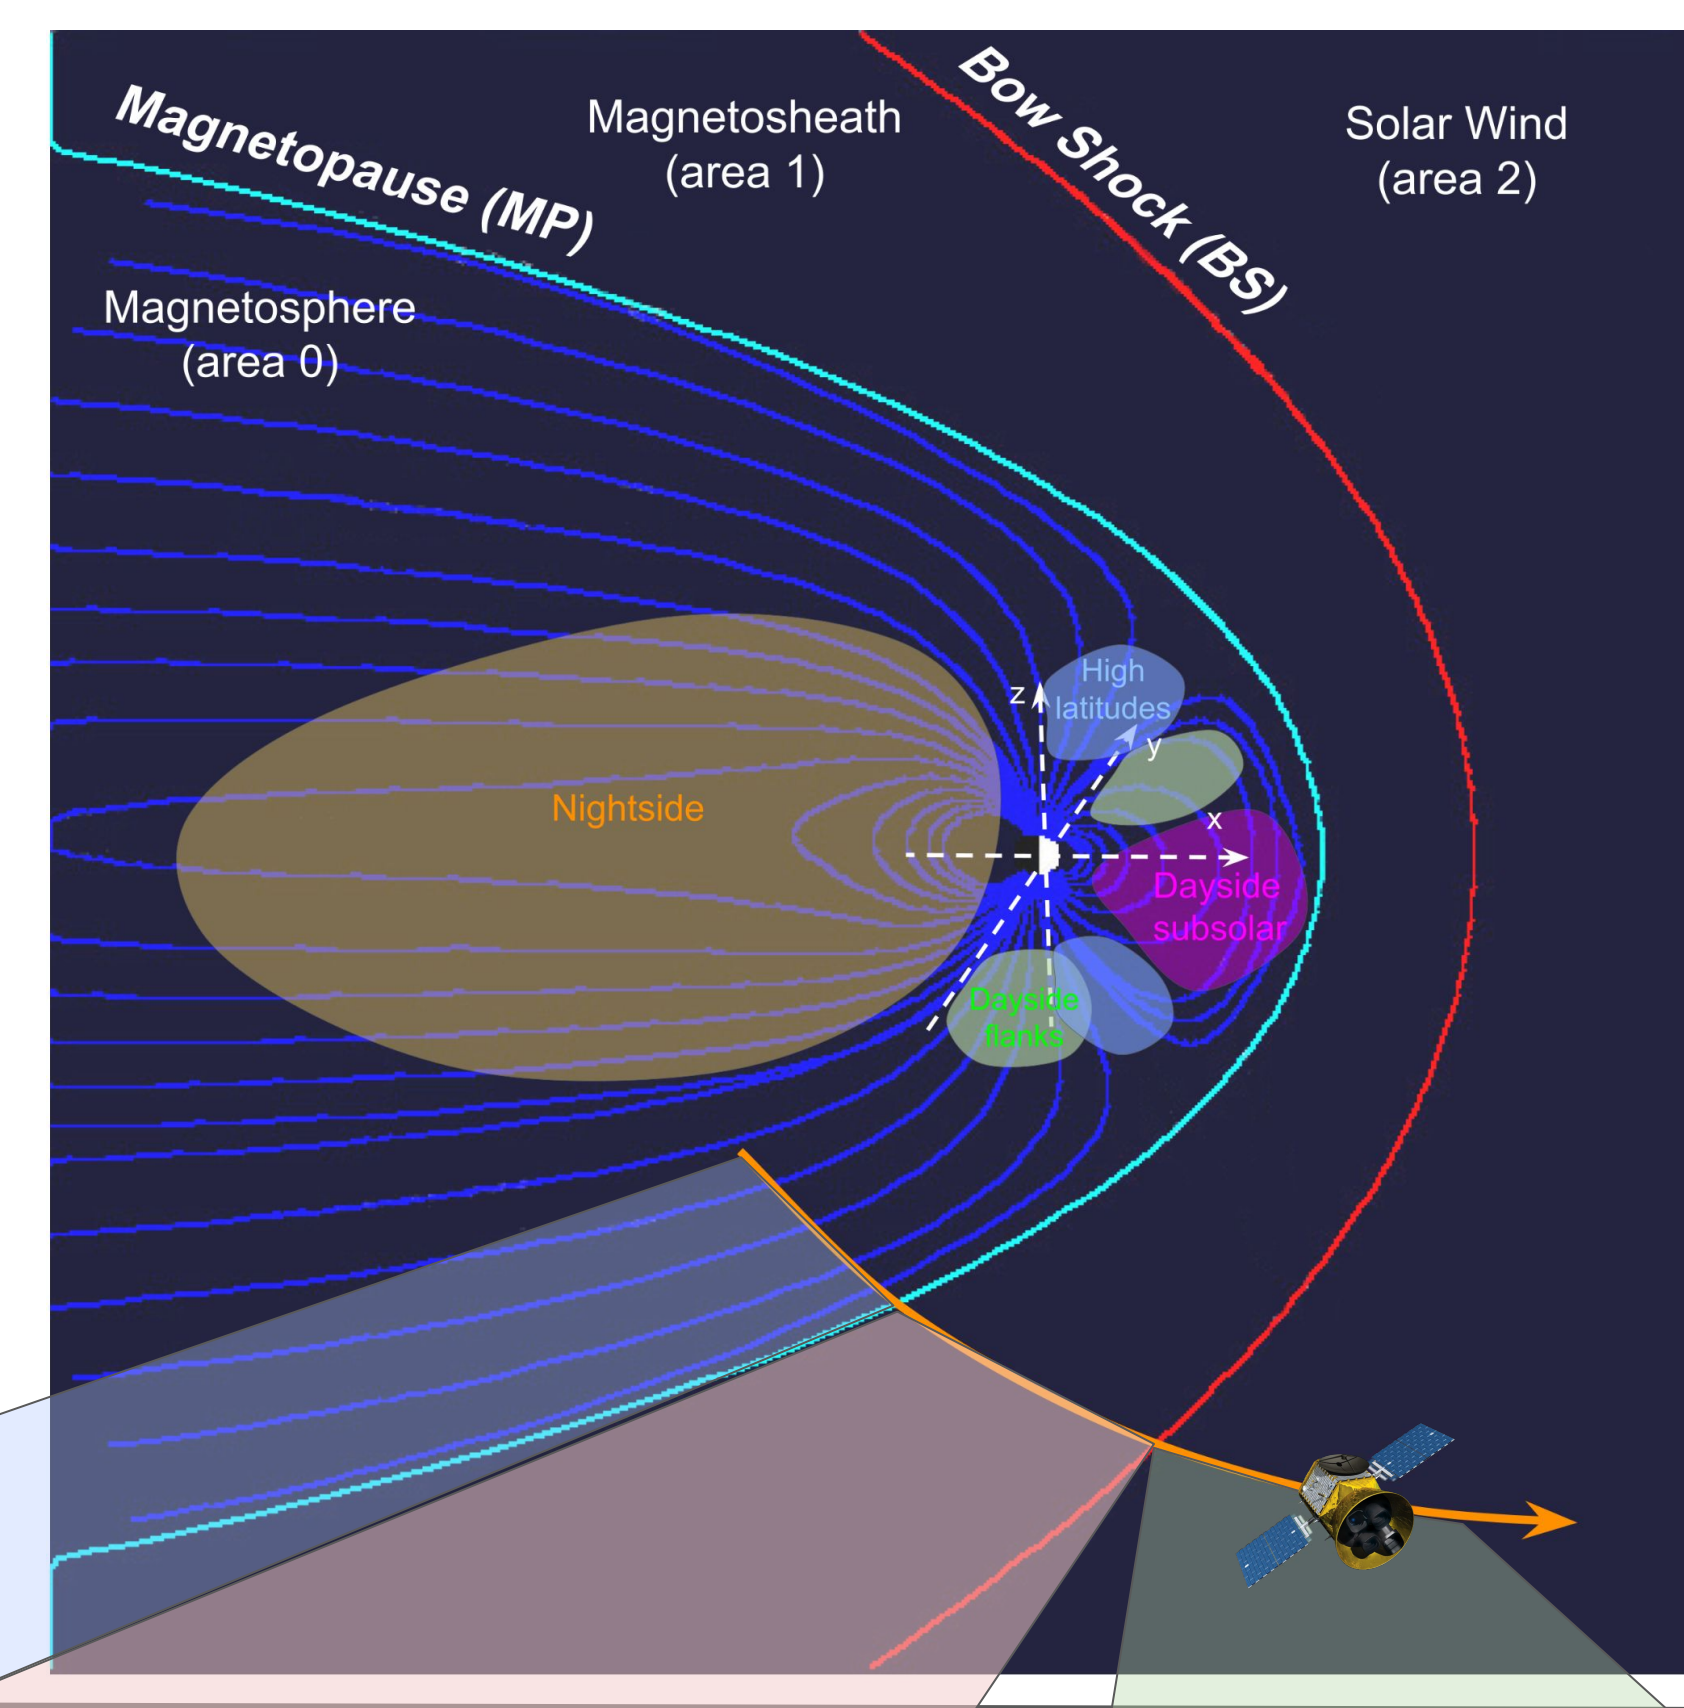 Magnetopause (MP)
Magnetosheath
(area 1)
Bow Shock (BS)
Solar Wind
(area 2)
Magnetosphere
(area 0)
High
latitudes
z
y
x
Nightside
Dayside
subsolar
Dayside
flanks